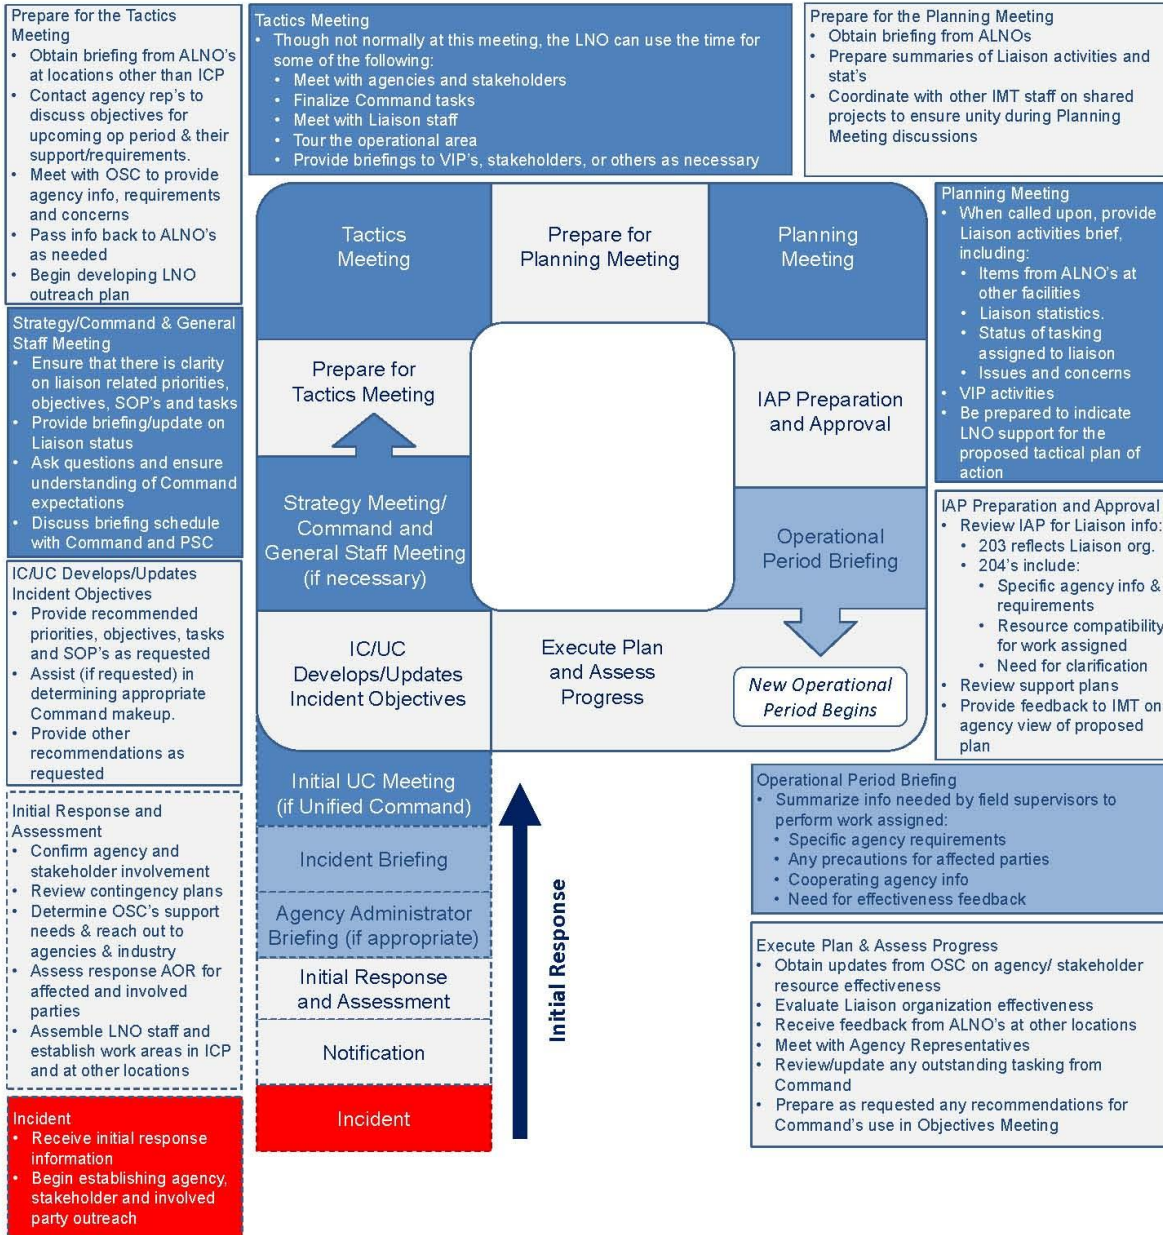 Prepare for the Tactics
Meeting
• Obtain briefing from ALNO's
at locations other than ICP
• Contact agency rep's to
discuss objectives for
upcoming op period & their
support/requirements.
• Meet with OSC to provide
agency info, requirements
and concerns
• Pass info back to ALNO's
as needed
• Begin developing LNO
outreach plan
Tactics Meeting
• Though not normally at this meeting, the LNO can use the time for
some of the following:
• Meet with agencies and stakeholders
• Finalize Command tasks
• Meet with Liaison staff
• Tour the operational area
• Provide briefings to VIP's, stakeholders, or others as necessary
Prepare for the Planning Meeting
• Obtain briefing from ALNOs
• Prepare summaries of Liaison activities and
stat's
• Coordinate with other IMT staff on shared
projects to ensure unity during Planning
Meeting discussions
Strategy/Command & General
Staff Meeting
• Ensure that there is clarity
on liaison related priorities,
objectives, SOP's and tasks
• Provide briefing/update on
Liaison status
• Ask questions and ensure
understanding of Command
expectations
• Discuss briefing schedule
with Command and PSC
IC/UC Develops/Updates
Incident Objectives
• Provide recommended
priorities, objectives, tasks
and SOP's as requested
• Assist (if requested) in
determining appropriate
Command makeup.
• Provide other
recommendations as
requested
Initial Response and
Assessment
• Confirm agency and
stakeholder involvement
• Review contingency plans
• Determine OSC's support
needs & reach out to
agencies & industry
• Assess response AOR for
affected and involved
parties
• Assemble LNO staff and
establish work areas in ICP
and at other locations
Incident
• Receive initial response
information
• Begin establishing agency,
stakeholder and involved
party outreach
Tactics
Meeting
Prepare for
Planning Meeting
Planning
Meeting
Prepare for
Tactics Meeting
IAP Preparation
and Approval
Strategy Meeting/
Command and
General Staff Meeting
(if necessary)
Operational
Period Briefing
IC/UC
Develops/Updates
Incident Objectives
Execute Plan
and Assess
Progress
New Operational
Period Begins
Initial UC Meeting
(if Unified Command)
Incident Briefing
Agency Administrator
Briefing (if appropriate)
Initial Response
and Assessment
Notification
Incident
Initial Response
Planning Meeting
• When called upon, provide
Liaison activities brief,
including:
• Items from ALNO's at
other facilities
• Liaison statistics.
• Status of tasking
assigned to liaison
• Issues and concerns
• VIP activities
• Be prepared to indicate
LNO support for the
proposed tactical plan of
action
IAP Preparation and Approval
• Review IAP for Liaison info:
• 203 reflects Liaison org.
• 204's include:
• Specific agency info &
requirements
• Resource compatibility
for work assigned
• Need for clarification
• Review support plans
• Provide feedback to IMT on
agency view of proposed
plan
Operational Period Briefing
• Summarize info needed by field supervisors to
perform work assigned:
• Specific agency requirements
• Any precautions for affected parties
• Cooperating agency info
• Need for effectiveness feedback
Execute Plan & Assess Progress
• Obtain updates from OSC on agency/ stakeholder
resource effectiveness
• Evaluate Liaison organization effectiveness
• Receive feedback from ALNO's at other locations
• Meet with Agency Representatives
• Review/update any outstanding tasking from
Command
• Prepare as requested any recommendations for
Command's use in Objectives Meeting